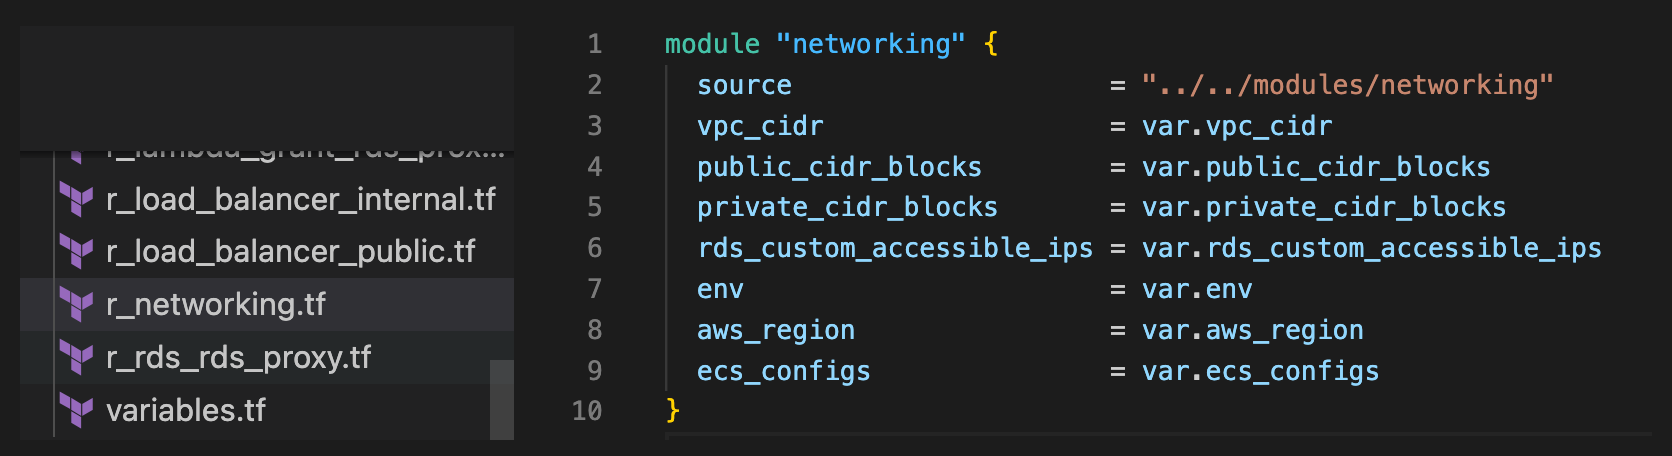 r_lambda_grant_rds_prox...
r_load_balancer_internal.tf
r_load_balancer_public.tf
r_networking.tf
r_rds_rds_proxy.tf
variables.tf
1 module "networking" {
2 source = "../../modules/networking"
3 vpc_cidr = var.vpc_cidr
4 public_cidr_blocks = var.public_cidr_blocks
5 private_cidr_blocks = var.private_cidr_blocks
6 rds_custom_accessible_ips = var.rds_custom_accessible_ips
7 env = var.env
8 aws_region = var.aws_region
9 ecs_configs = var.ecs_configs
10 }